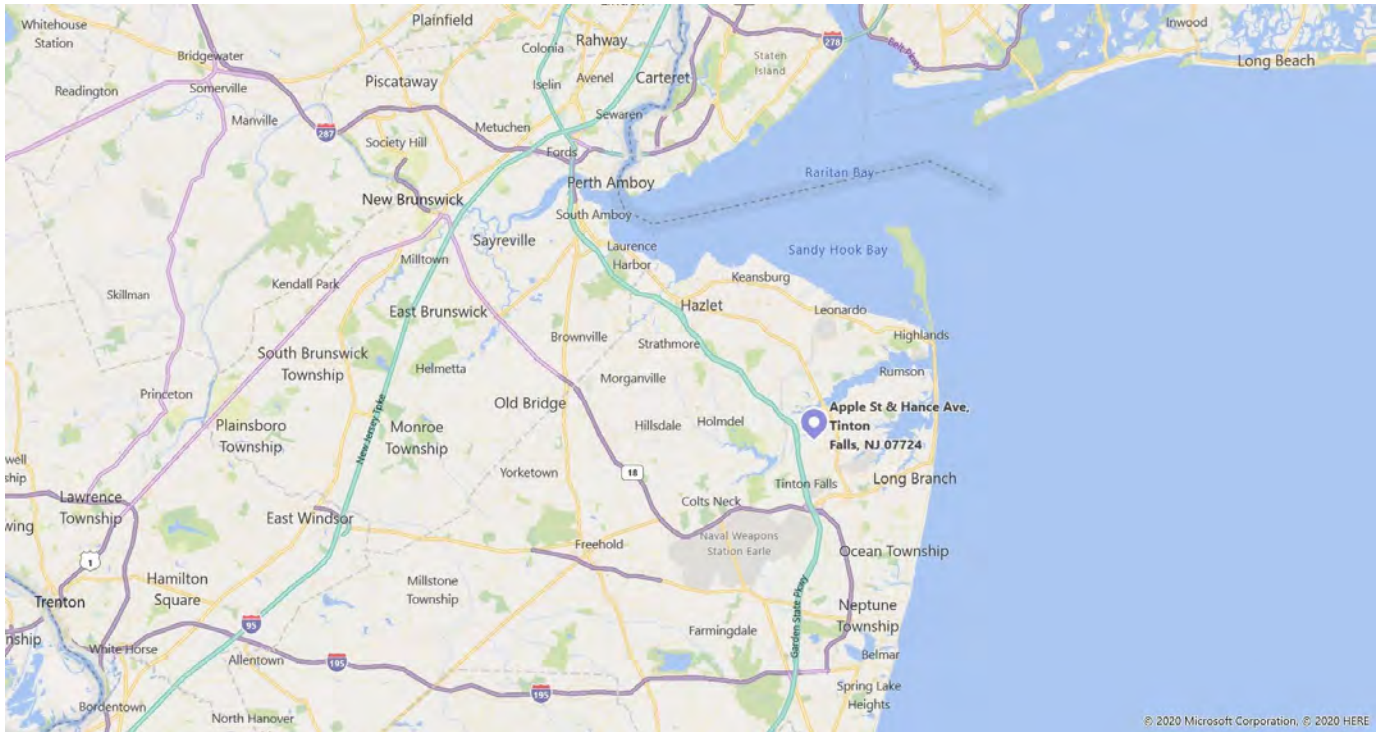 Whitehouse
Station
Plainfield
Rahway
Colonia
278
Inwood
Bridgewater
Staten
Island
Belt Pkwy
Long Beach
Readington
Somerville
Piscataway
Iselin
Avenel
Carteret
Manville
287
Metuchen
Sewaren
Society Hill
Fords
Perth Amboy
Raritan Bay
New Brunswick
South Amboy
Sayreville
Laurence
Harbor
Sandy Hook Bay
Milltown
Keansburg
Kendall Park
Skillman
East Brunswick
Hazlet
Leonardo
Brownville
Strathmore
Highlands
South Brunswick
Township
Helmetta
Morganville
Rumson
Princeton
Old Bridge
Apple St & Hance Ave,
Tinton
Falls, NJ 07724
Plainsboro
Township
New Jersey Tpke
Monroe
Township
Hillsdale
Holmdel
well
ship
Yorketown
18
Tinton Falls
Long Branch
Lawrence
Township
wing
East Windsor
Colts Neck
Naval Weapons
Station Earle
Freehold
Ocean Township
1
Hamilton
Square
Millstone
Township
Trenton
Garden State Pkwy
Neptune
Township
nship
95
Farmingdale
White Horse
Allentown
195
Belmar
195
Spring Lake
Heights
Bordentown
North Hanover
© 2020 Microsoft Corporation, © 2020 HERE